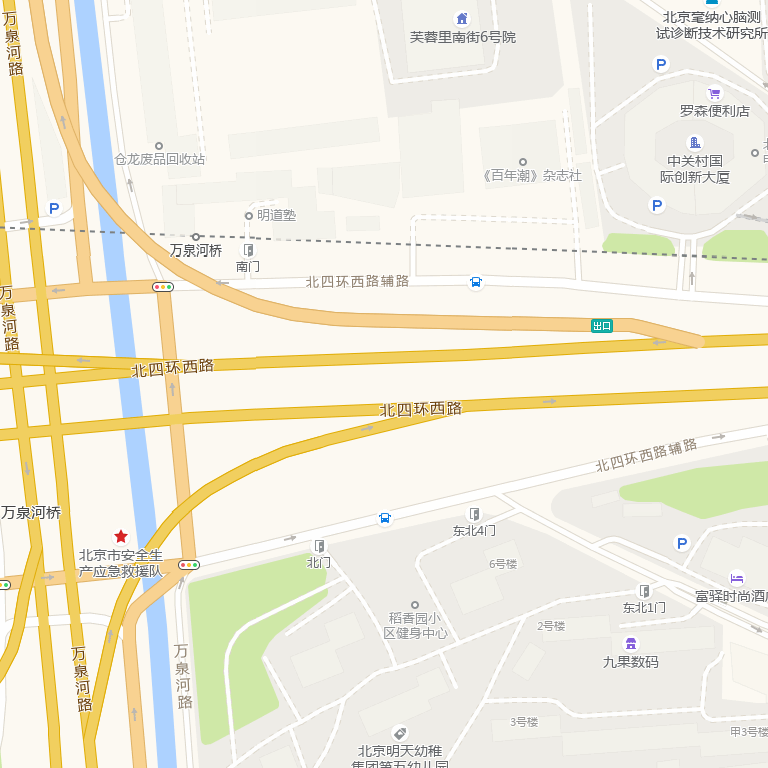 万泉河路
芙蓉里南街6号院
北京毫纳心脑测
试诊断技术研究所
P
罗森便利店
仓龙废品回收站
中关村国
际创新大厦
《百年潮》杂志社
P
P
明道塾
万泉河桥
南门
北四环西路辅路
万泉河路
出口
北四环西路
北四环西路
北四环西路辅路
万泉河桥
东北4门
北京市安全生
产应急救援队
北门
P
6号楼
富驿时尚酒店
东北1门
稻香园小
区健身中心
2号楼
九果数码
万泉河路
万泉河路
3号楼
甲3号楼
北京明天幼稚
集团第五幼儿园